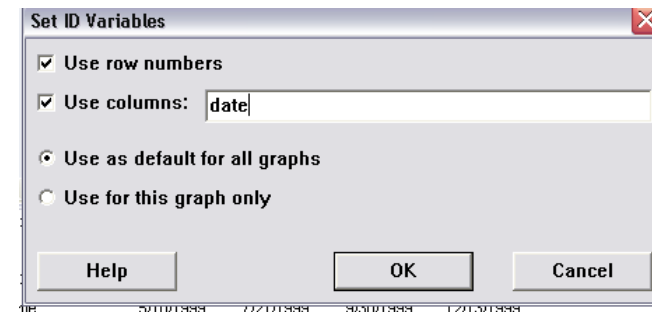 Set ID Variables
Use row numbers
Use columns: date
Use as default for all graphs
Use for this graph only
Help OK Cancel